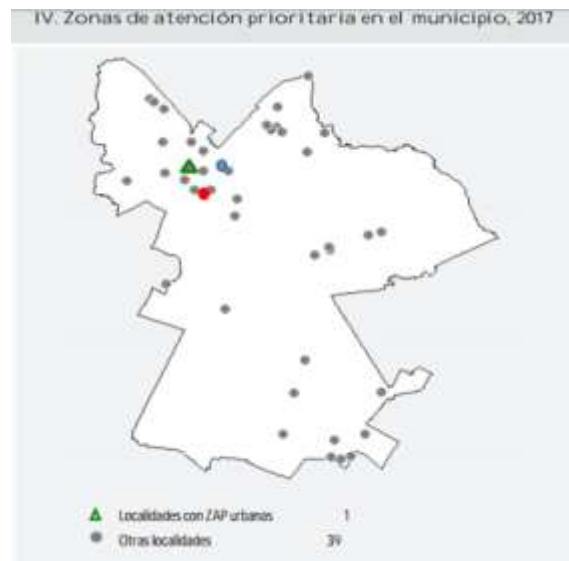 IV. Zonas de atención prioritaria en el municipio, 2017
Localidades con ZAP urbanas 1
Otras localidades 39